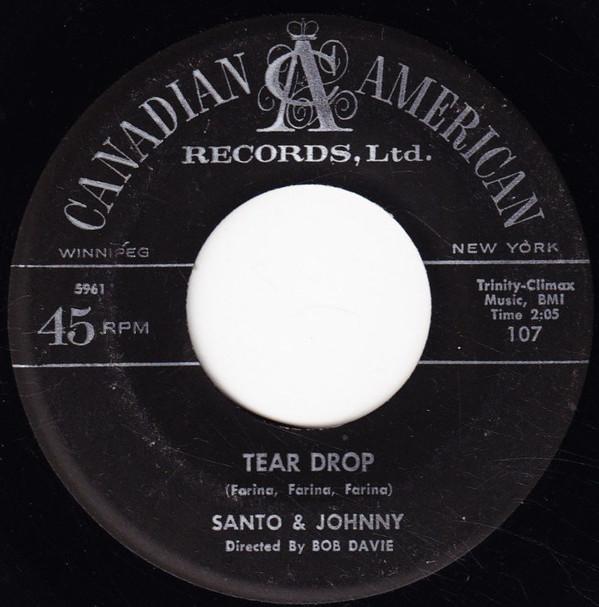 CANADIAN AMERICAN
CA
RECORDS, Ltd.
WINNIPEG
NEW YORK
5961
45 RPM
Trinity-Climax
Music, BMI
Time 2:05
107
TEAR DROP
(Farina, Farina, Farina)
SANTO & JOHNNY
Directed By BOB DAVIE